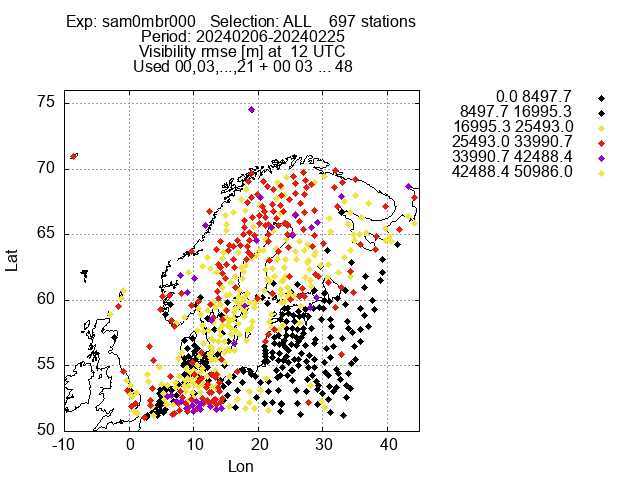 Exp: sam0mbr000 Selection: ALL 697 stations
Period: 20240206-20240225
Visibility rmse [m] at 12 UTC
Used 00,03,...,21 + 00 03 ... 48
0.0 8497.7
8497.7 16995.3
16995.3 25493.0
25493.0 33990.7
33990.7 42488.4
42488.4 50986.0
75
70
65
60
55
50
Lat
-10 0 10 20 30 40
Lon